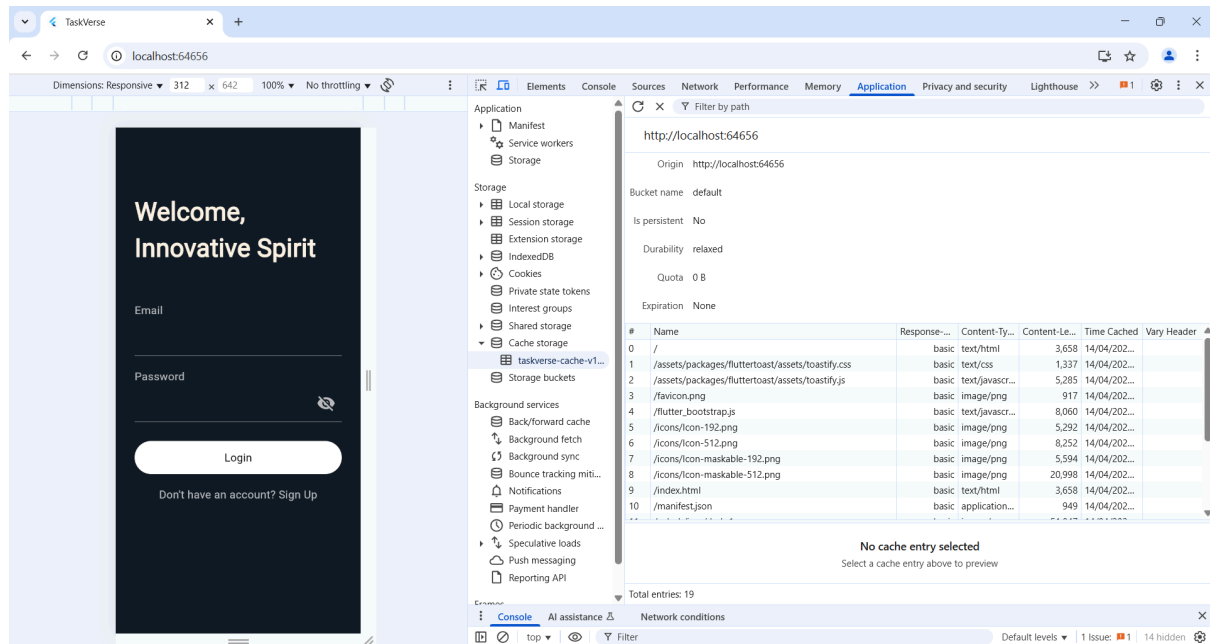 TaskVerse
localhost:64656
Dimensions: Responsive 312 × 642 100% No throttling
Elements Console Sources Network Performance Memory Application Privacy and security Lighthouse 1
Welcome,
Innovative Spirit
Email
Password
Login
Don't have an account? Sign Up
Application
Manifest
Service workers
Storage
Storage
Local storage
Session storage
Extension storage
IndexedDB
Cookies
Private state tokens
Interest groups
Shared storage
Cache storage
taskverse-cache-v1...
Storage buckets
Background services
Back/forward cache
Background fetch
Background sync
Bounce tracking miti...
Notifications
Payment handler
Periodic background ...
Speculative loads
Push messaging
Reporting API
Filter by path
http://localhost:64656
Origin http://localhost:64656
Bucket name default
Is persistent No
Durability relaxed
Quota 0 B
Expiration None
# Name Response-... Content-Ty... Content-Le... Time Cached Vary Header
0 / basic text/html 3,658 14/04/202...
1 /assets/packages/fluttertoast/assets/toastify.css basic text/css 1,337 14/04/202...
2 /assets/packages/fluttertoast/assets/toastify.js basic text/javascr... 5,285 14/04/202...
3 /favicon.png basic image/png 917 14/04/202...
4 /flutter_bootstrap.js basic text/javascr... 8,060 14/04/202...
5 /icons/Icon-192.png basic image/png 5,292 14/04/202...
6 /icons/Icon-512.png basic image/png 8,252 14/04/202...
7 /icons/Icon-maskable-192.png basic image/png 5,594 14/04/202...
8 /icons/Icon-maskable-512.png basic image/png 20,998 14/04/202...
9 /index.html basic text/html 3,658 14/04/202...
10 /manifest.json basic application... 949 14/04/202...
No cache entry selected
Select a cache entry above to preview
Total entries: 19
Console AI assistance Network conditions
top Filter Default levels 1 Issue: 1 14 hidden